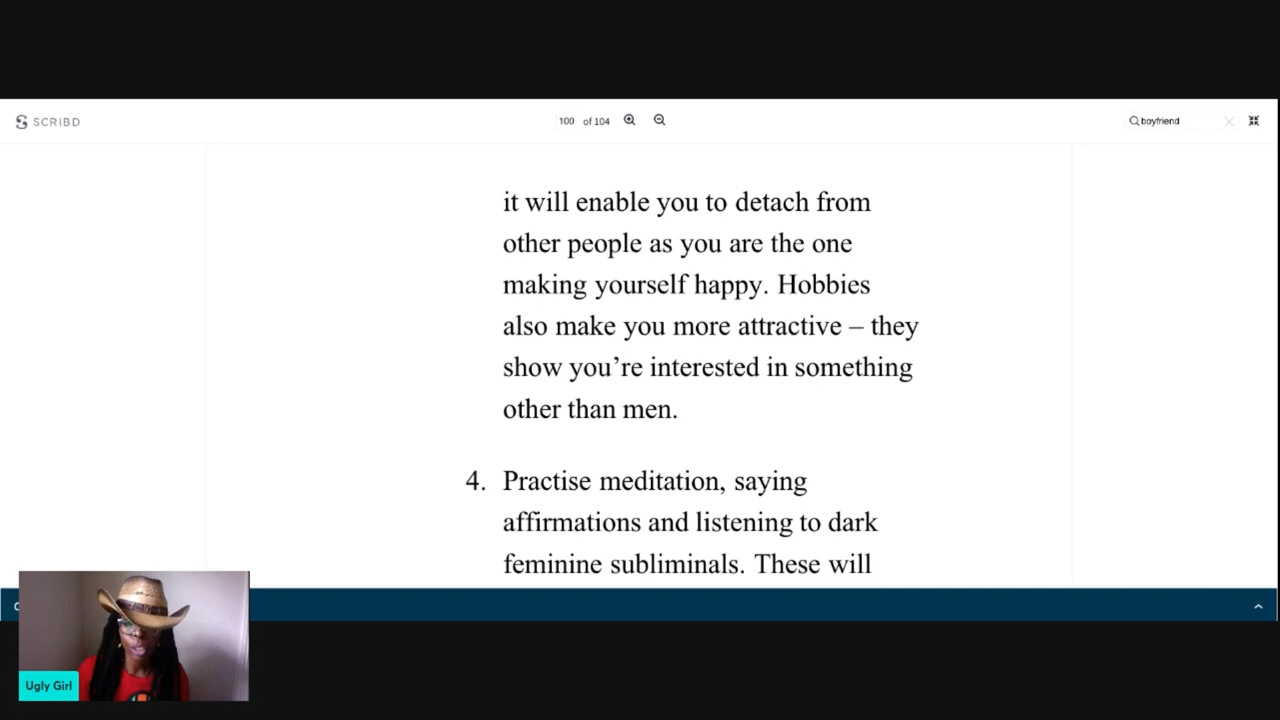 SCRIBD
100 of 104
boyfriend
it will enable you to detach from
other people as you are the one
making yourself happy. Hobbies
also make you more attractive – they
show you’re interested in something
other than men.
4. Practise meditation, saying
affirmations and listening to dark
feminine subliminals. These will
Ugly Girl